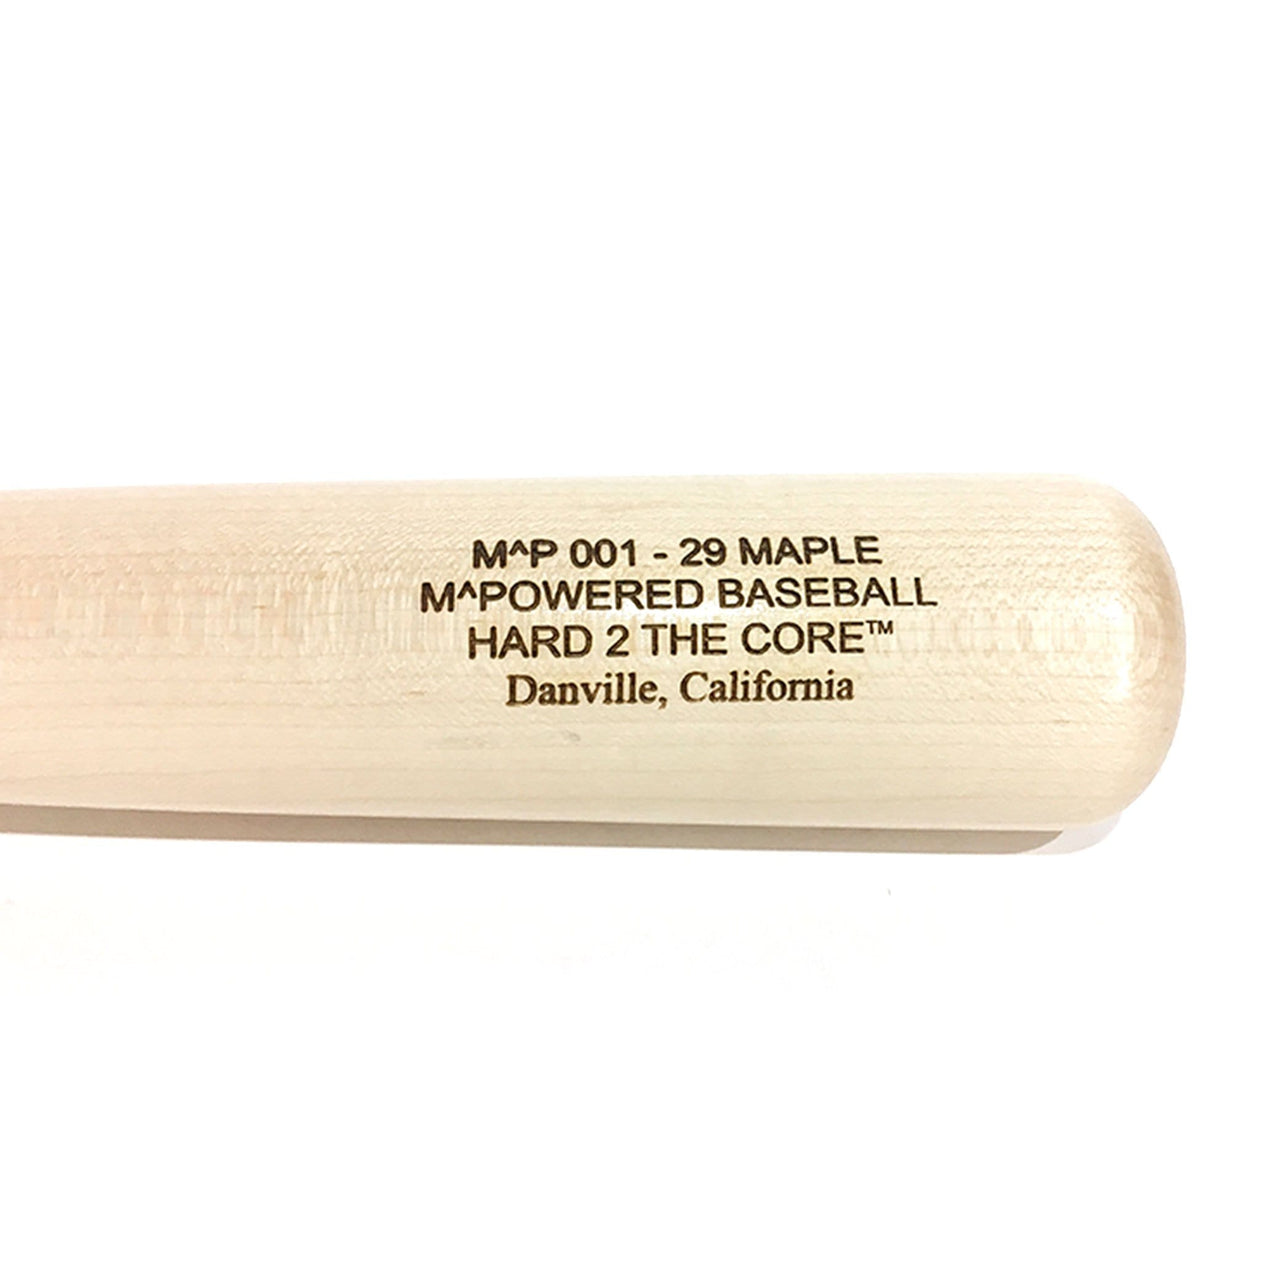 M^P 001 - 29 MAPLE
M^POWERED BASEBALL
HARD 2 THE CORE™
Danville, California